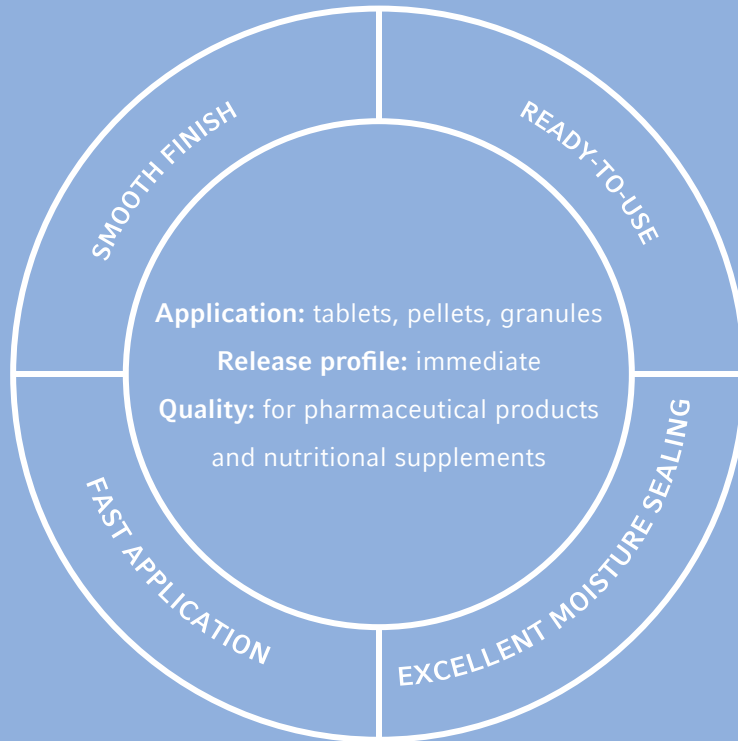 SMOOTH FINISH
READY-TO-USE
Application: tablets, pellets, granules
Release profile: immediate
Quality: for pharmaceutical products
and nutritional supplements
FAST APPLICATION
EXCELLENT MOISTURE SEALING